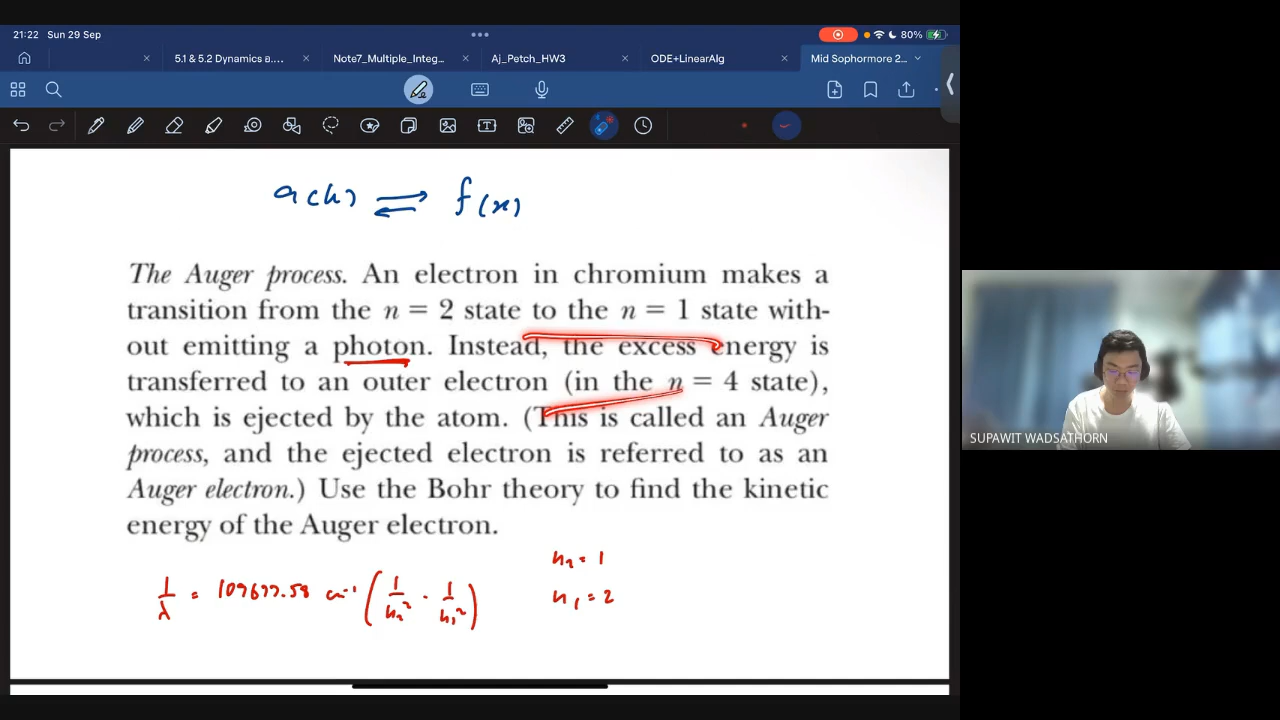 21:22 Sun 29 Sep
80%
5.1 & 5.2 Dynamics a....
Note7_Multiple_Integ...
Aj_Petch_HW3
ODE+LinearAlg
Mid Sophormore 2...
a(k) ⇌ f(x)
The Auger process. An electron in chromium makes a
transition from the n = 2 state to the n = 1 state with-
out emitting a photon. Instead, the excess energy is
transferred to an outer electron (in the n = 4 state),
which is ejected by the atom. (This is called an Auger
process, and the ejected electron is referred to as an
Auger electron.) Use the Bohr theory to find the kinetic
energy of the Auger electron.
1/λ = 109677.58 cm⁻¹ (1/n₂² - 1/n₁²)
n₂ = 1
n₁ = 2
SUPAWIT WADSATHORN